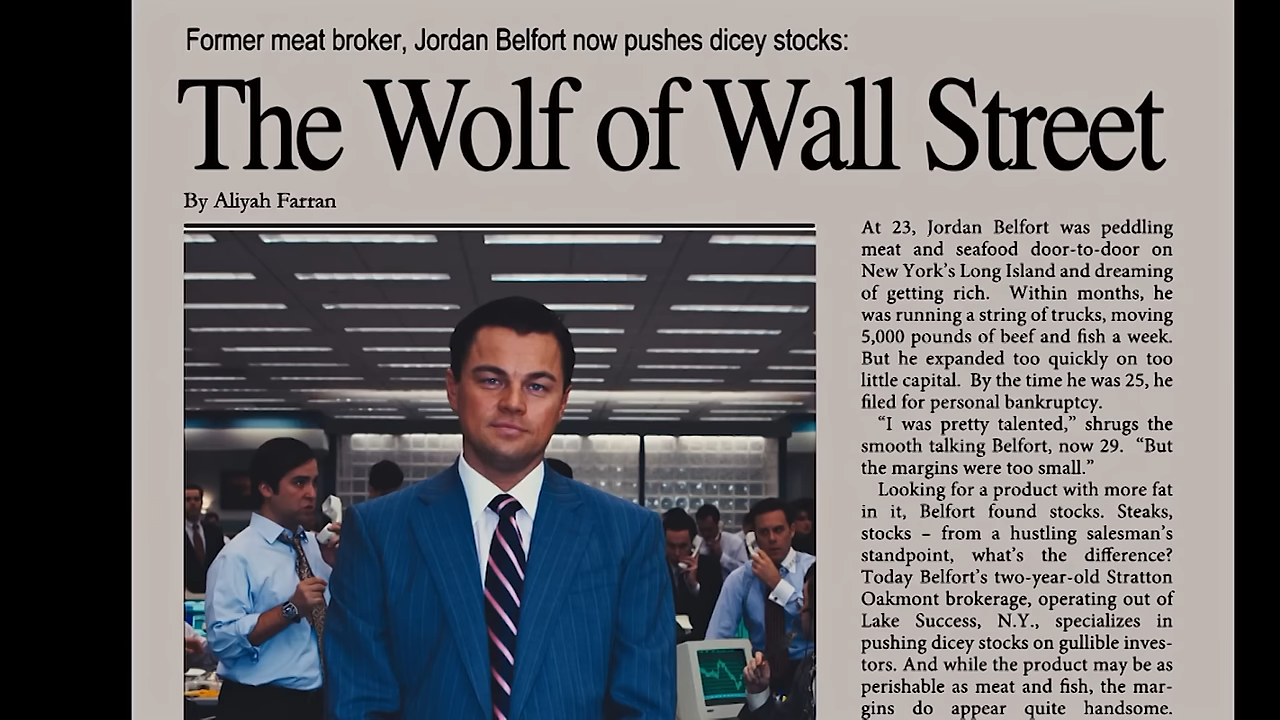 Former meat broker, Jordan Belfort now pushes dicey stocks:
The Wolf of Wall Street
By Aliyah Farran
At 23, Jordan Belfort was peddling
meat and seafood door-to-door on
New York's Long Island and dreaming
of getting rich. Within months, he
was running a string of trucks, moving
5,000 pounds of beef and fish a week.
But he expanded too quickly on too
little capital. By the time he was 25, he
filed for personal bankruptcy.
“I was pretty talented,” shrugs the
smooth talking Belfort, now 29. “But
the margins were too small.”
Looking for a product with more fat
in it, Belfort found stocks. Steaks,
stocks – from a hustling salesman's
standpoint, what's the difference?
Today Belfort's two-year-old Stratton
Oakmont brokerage, operating out of
Lake Success, N.Y., specializes in
pushing dicey stocks on gullible inves-
tors. And while the product may be as
perishable as meat and fish, the mar-
gins do appear quite handsome.